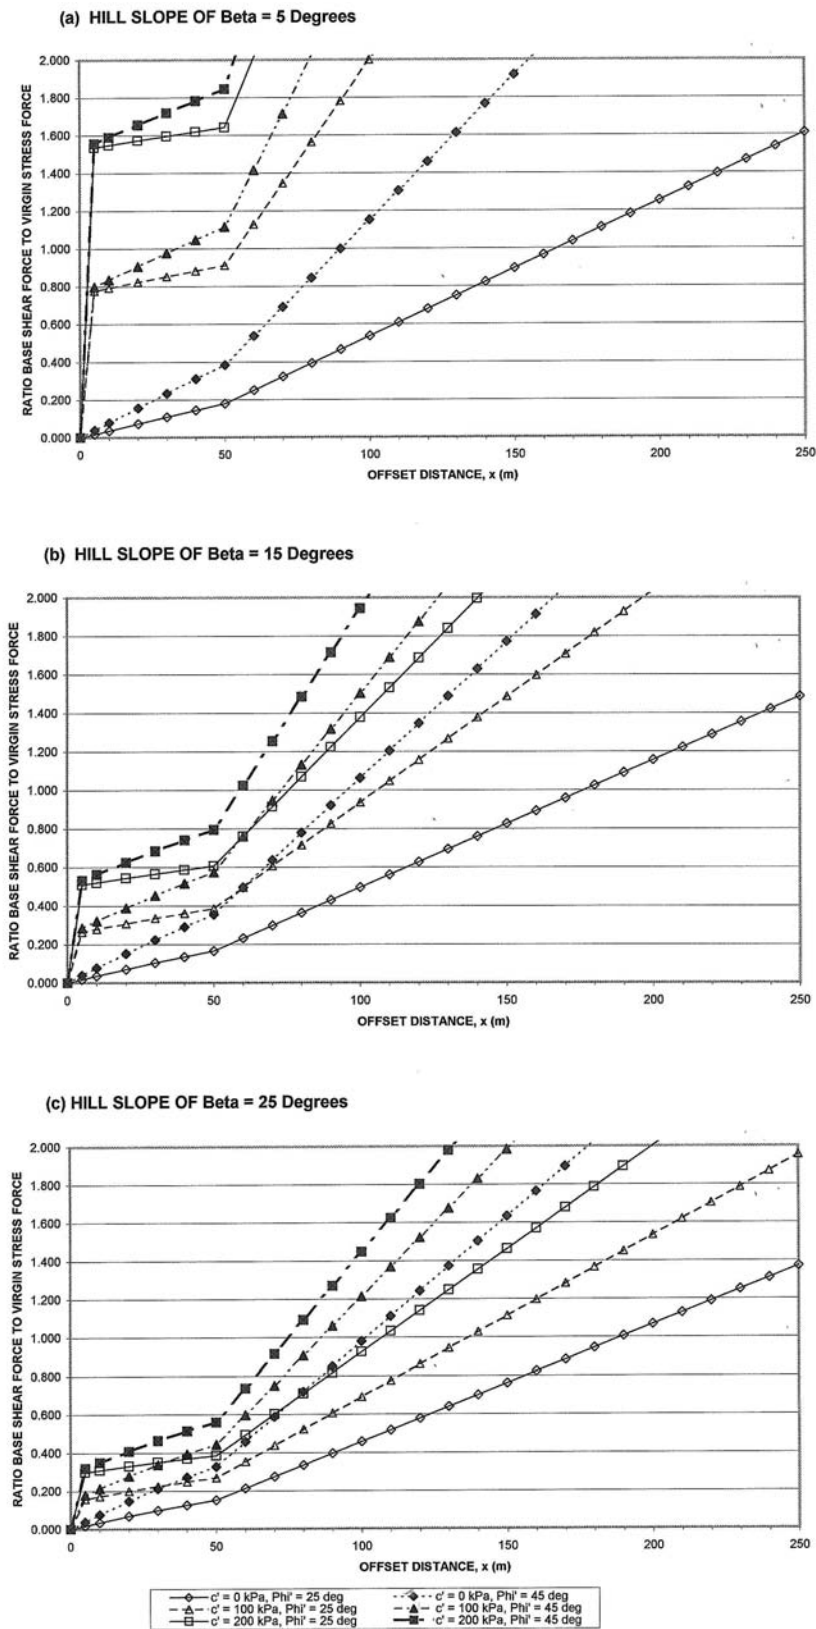 (a) HILL SLOPE OF Beta = 5 Degrees
RATIO BASE SHEAR FORCE TO VIRGIN STRESS FORCE
2.000
1.800
1.600
1.400
1.200
1.000
0.800
0.600
0.400
0.200
0.000
0 50 100 150 200 250
OFFSET DISTANCE, x (m)
(b) HILL SLOPE OF Beta = 15 Degrees
RATIO BASE SHEAR FORCE TO VIRGIN STRESS FORCE
2.000
1.800
1.600
1.400
1.200
1.000
0.800
0.600
0.400
0.200
0.000
0 50 100 150 200 250
OFFSET DISTANCE, x (m)
(c) HILL SLOPE OF Beta = 25 Degrees
RATIO BASE SHEAR FORCE TO VIRGIN STRESS FORCE
2.000
1.800
1.600
1.400
1.200
1.000
0.800
0.600
0.400
0.200
0.000
0 50 100 150 200 250
OFFSET DISTANCE, x (m)
c' = 0 kPa, Phi' = 25 deg c' = 0 kPa, Phi' = 45 deg
c' = 100 kPa, Phi' = 25 deg c' = 100 kPa, Phi' = 45 deg
c' = 200 kPa, Phi' = 25 deg c' = 200 kPa, Phi' = 45 deg